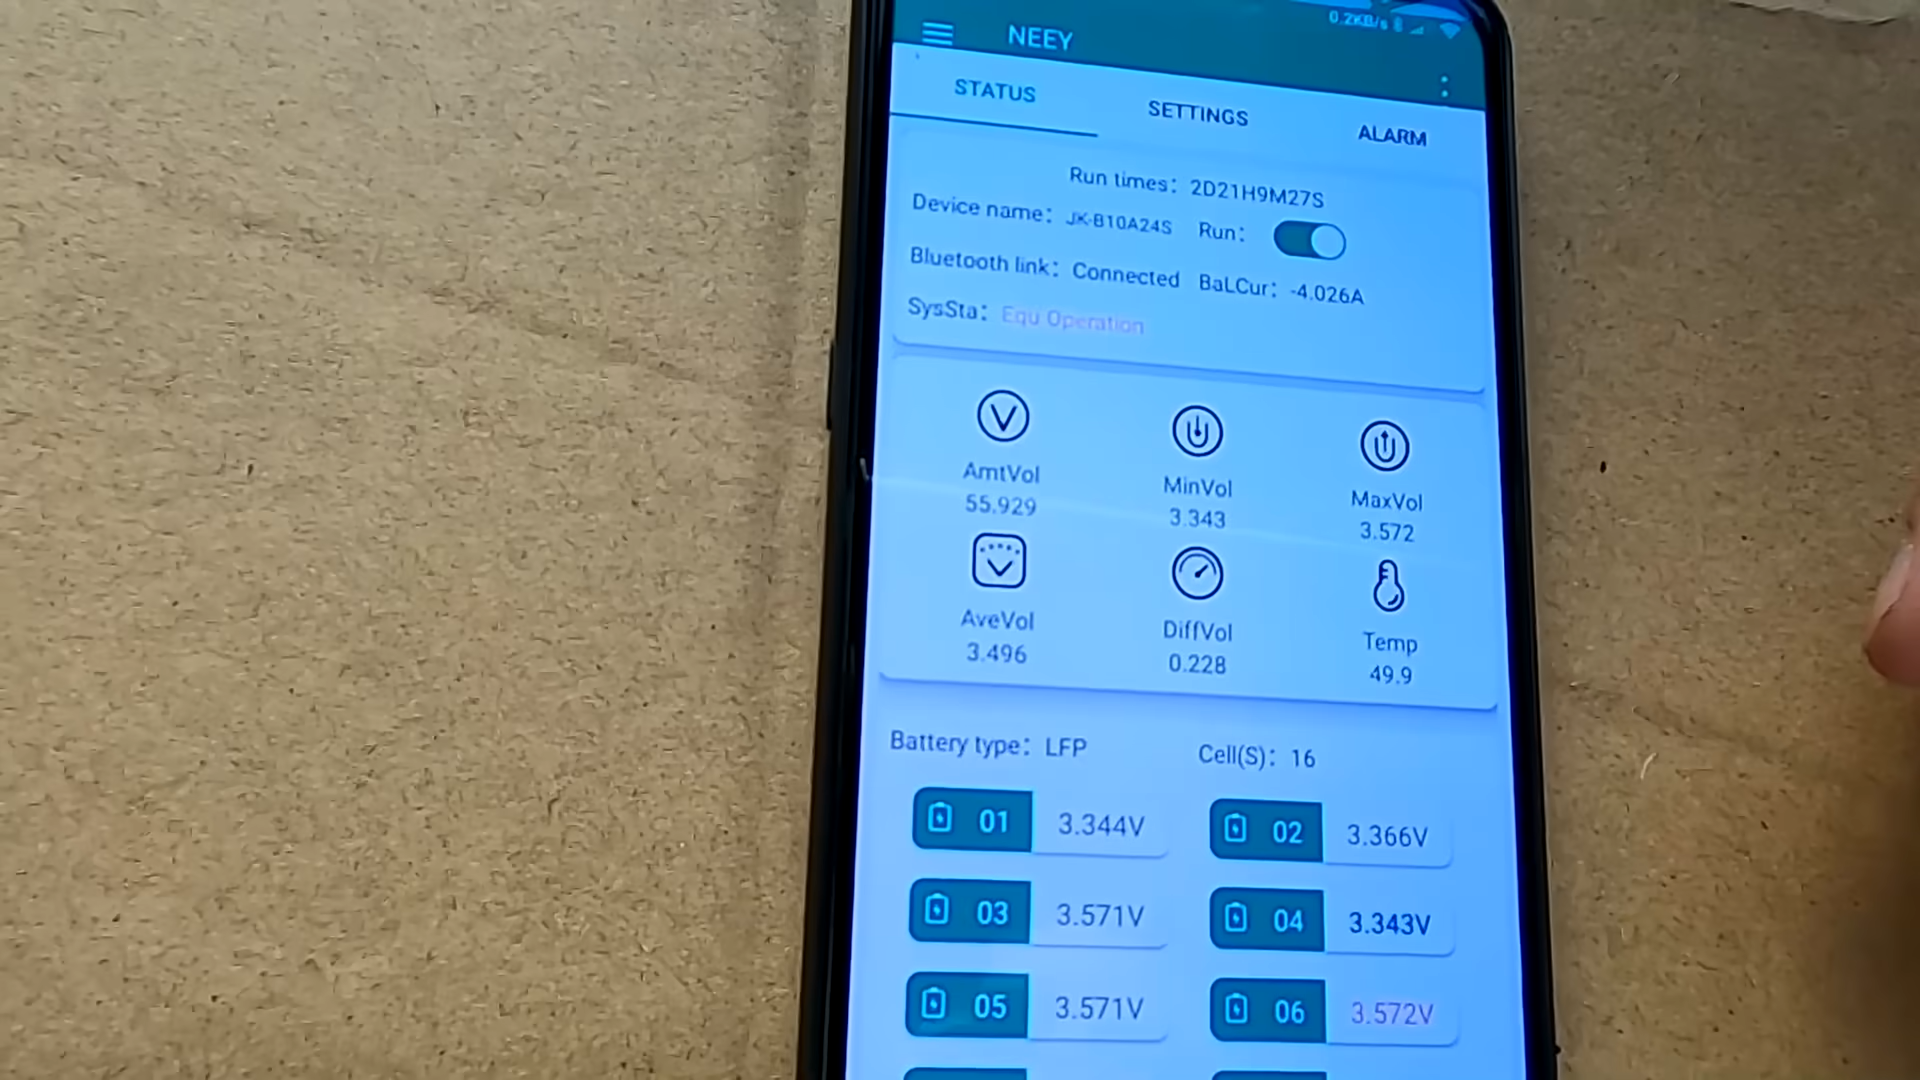 0.2KB/s
NEEY
STATUS SETTINGS ALARM
Run times: 2D21H9M27S
Device name: JK-B10A24S Run:
Bluetooth link: Connected BaLCur: -4.026A
SysSta: Equ Operation
AmtVol MinVol MaxVol
55.929 3.343 3.572
AveVol DiffVol Temp
3.496 0.228 49.9
Battery type: LFP Cell(S): 16
01 3.344V 02 3.366V
03 3.571V 04 3.343V
05 3.571V 06 3.572V